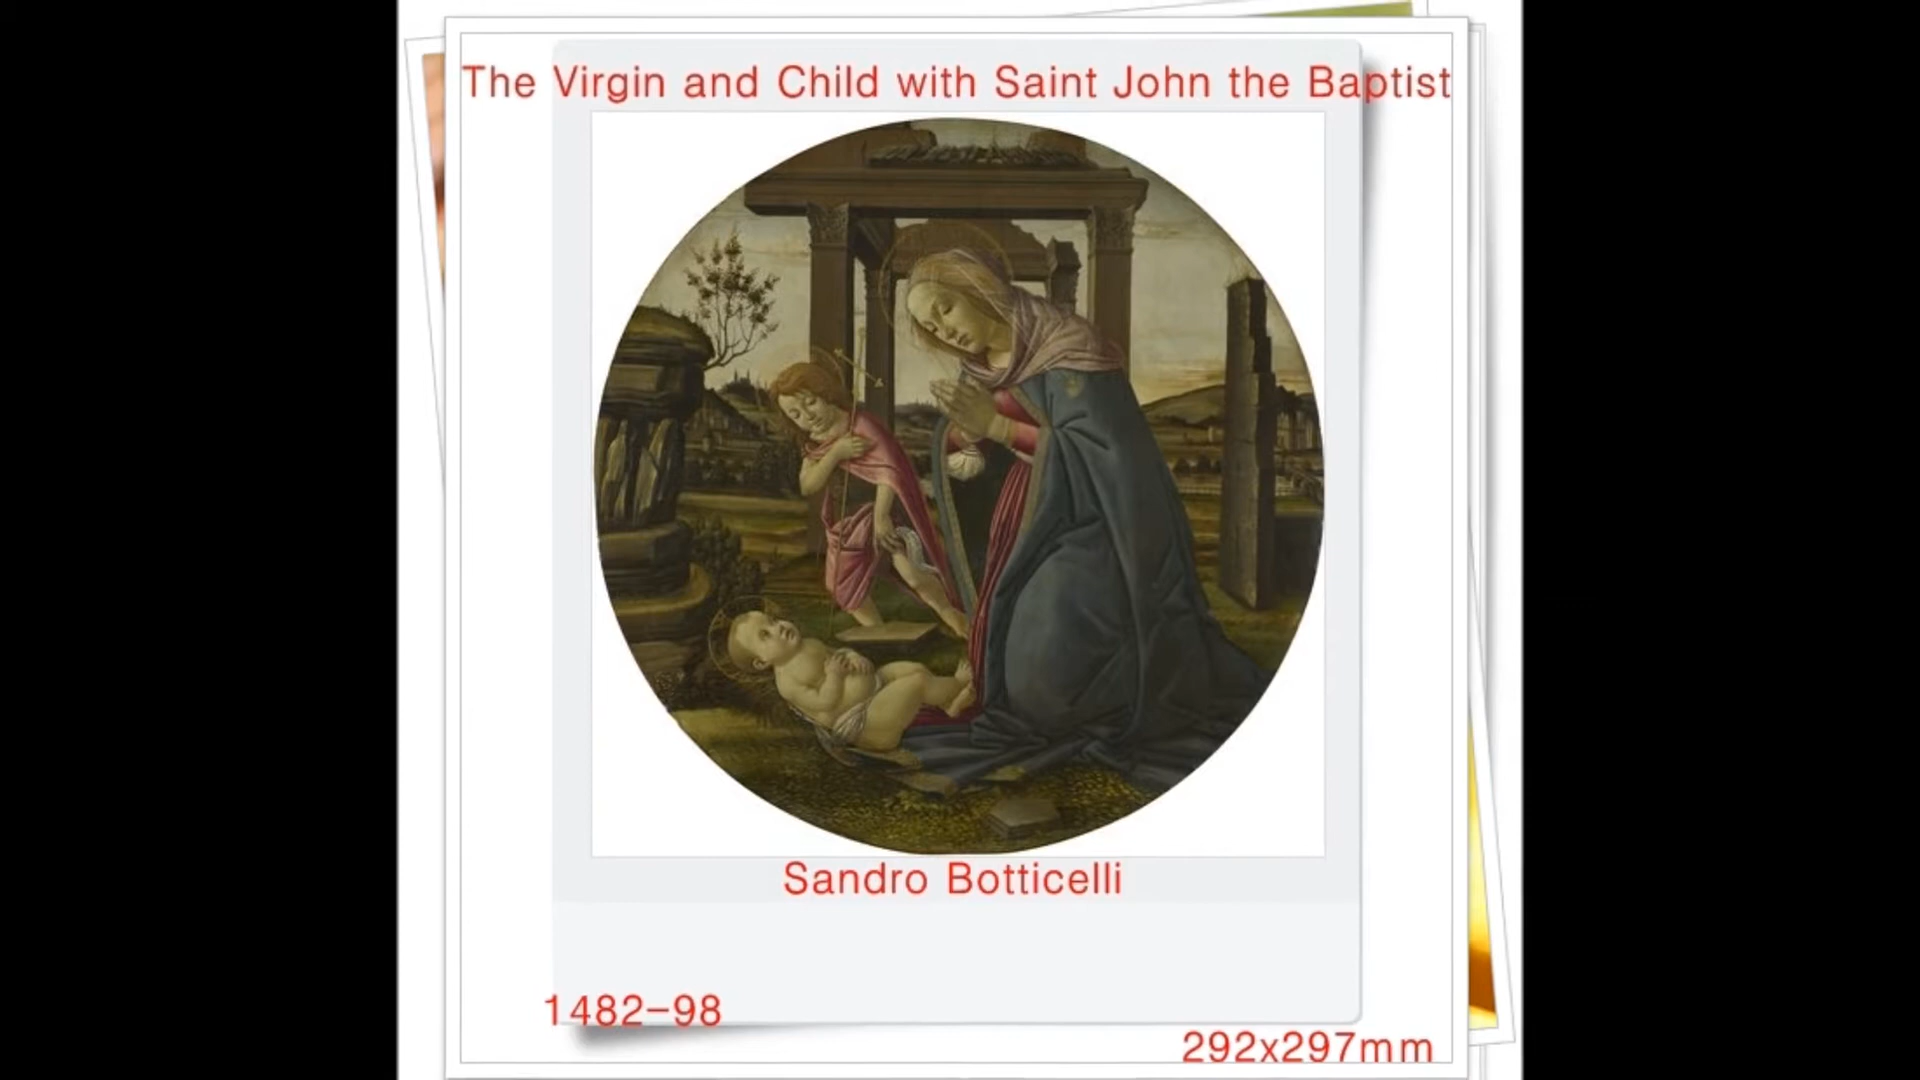 The Virgin and Child with Saint John the Baptist
Sandro Botticelli
1482-98
292x297mm